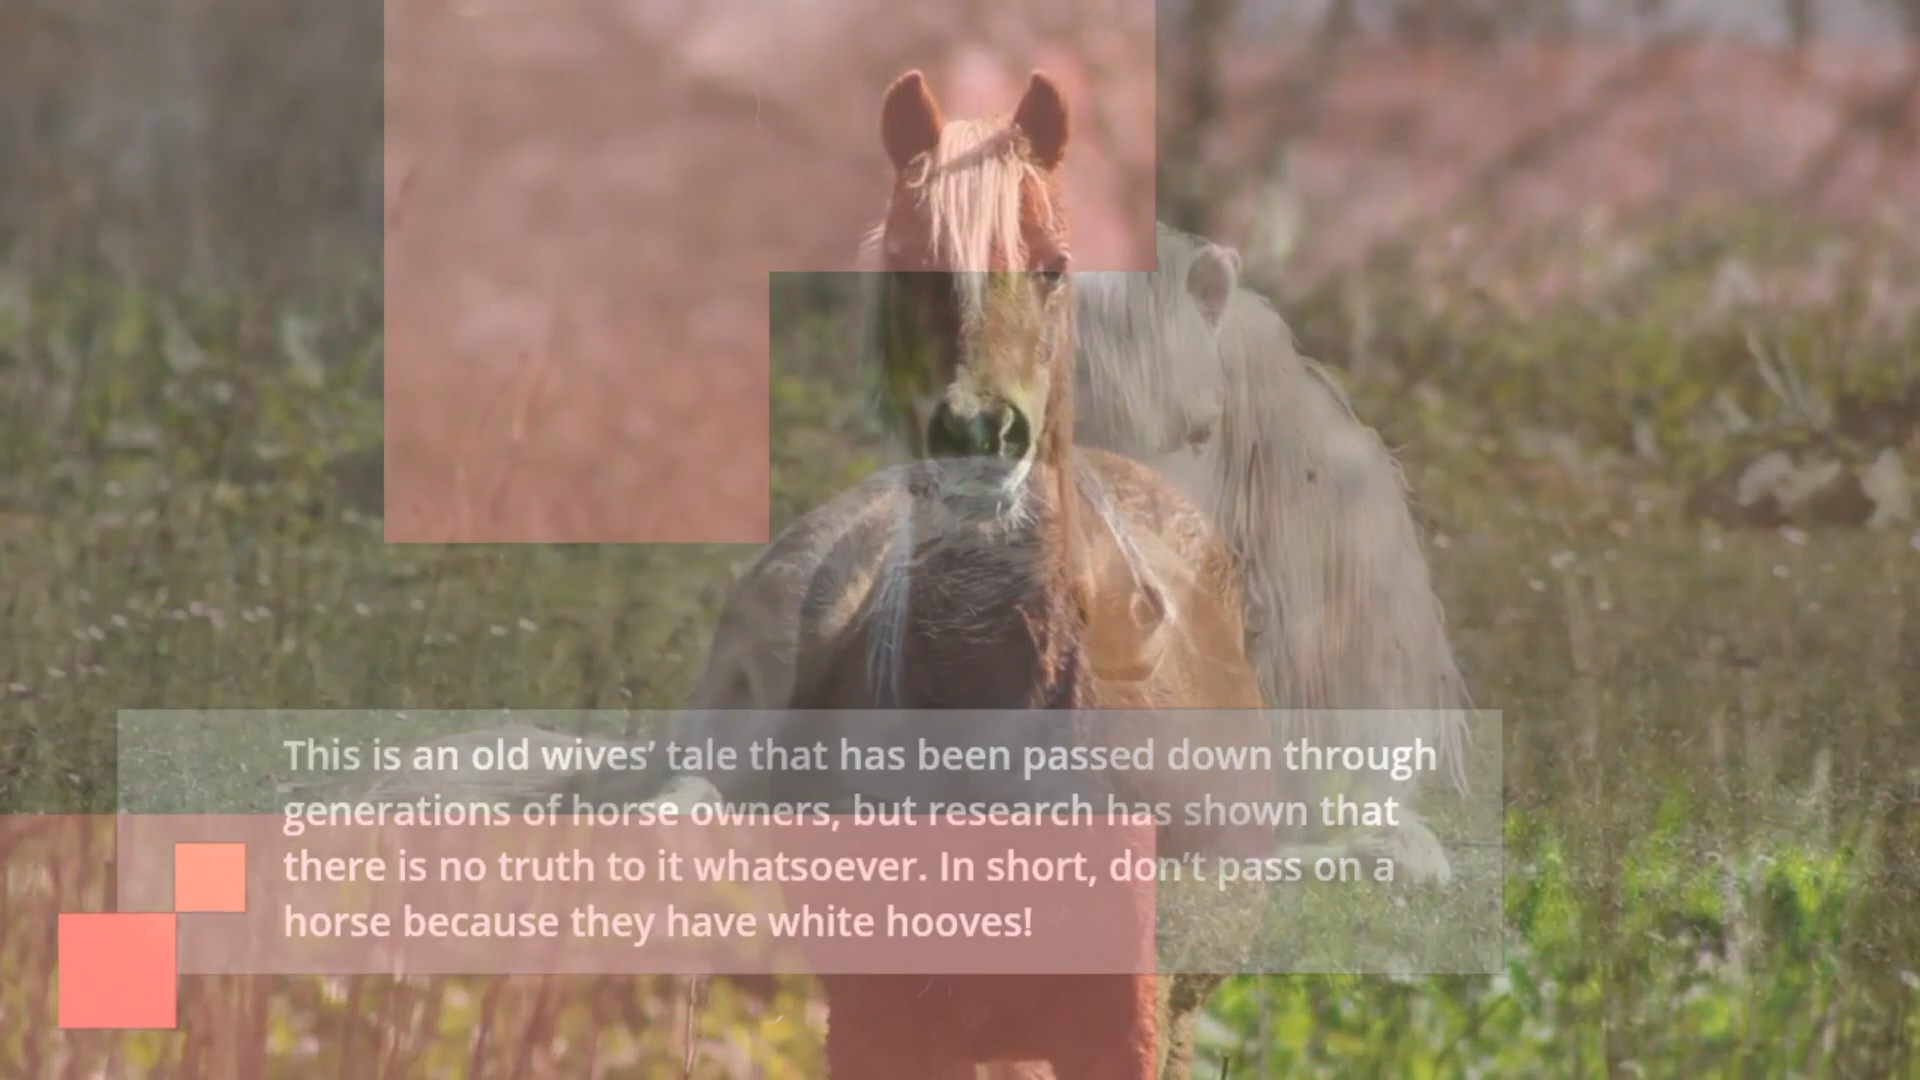 This is an old wives’ tale that has been passed down through
generations of horse owners, but research has shown that
there is no truth to it whatsoever. In short, don’t pass on a
horse because they have white hooves!